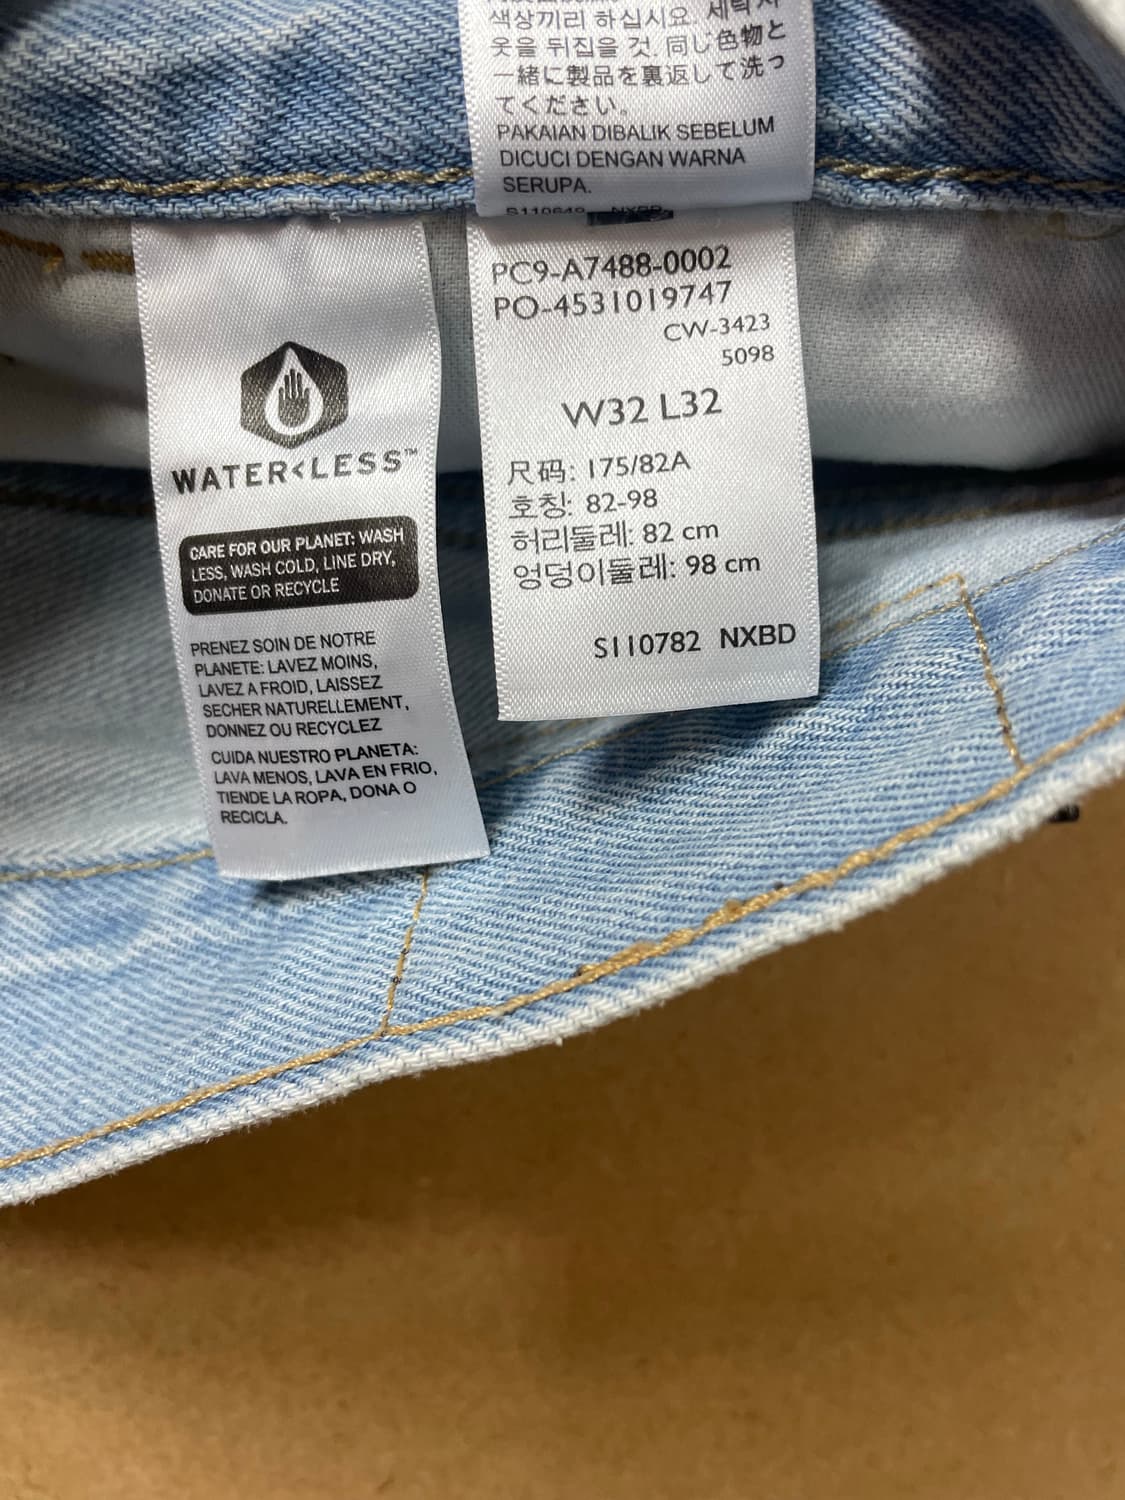 색상끼리 하십시오. 세탁시
옷을 뒤집을 것. 同じ色物と
一緒に製品を裏返して洗っ
てください。
PAKAIAN DIBALIK SEBELUM
DICUCI DENGAN WARNA
SERUPA.
S110648 NXBD
PC9-A7488-0002
PO-4531019747
CW-3423
5098
W32 L32
尺码: 175/82A
호칭: 82-98
허리둘레: 82 cm
엉덩이둘레: 98 cm
S110782 NXBD
WATER<LESS™
CARE FOR OUR PLANET: WASH
LESS, WASH COLD, LINE DRY,
DONATE OR RECYCLE
PRENEZ SOIN DE NOTRE
PLANETE: LAVEZ MOINS,
LAVEZ A FROID, LAISSEZ
SECHER NATURELLEMENT,
DONNEZ OU RECYCLEZ
CUIDA NUESTRO PLANETA:
LAVA MENOS, LAVA EN FRIO,
TIENDE LA ROPA, DONA O
RECICLA.